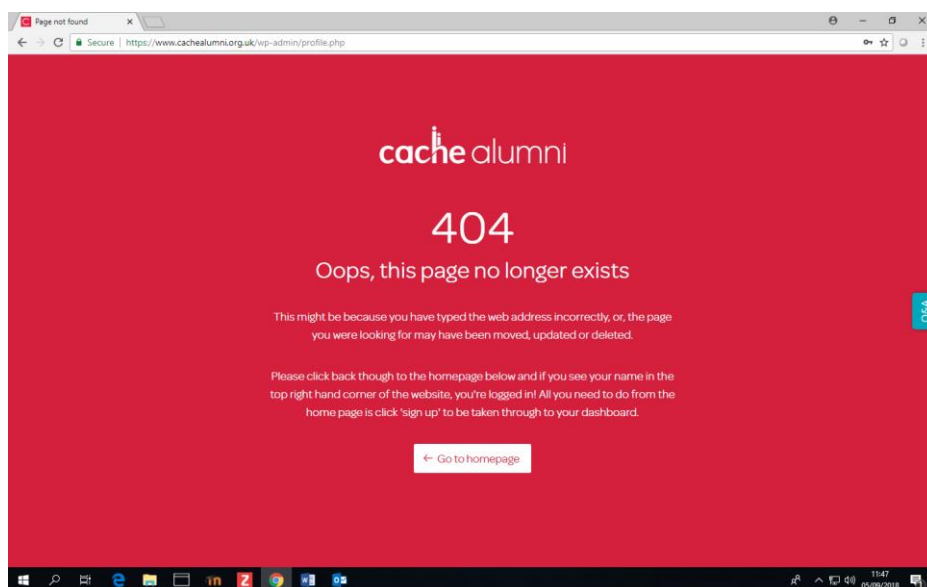 Page not found
Secure | https://www.cachealumni.org.uk/wp-admin/profile.php
cache alumni
404
Oops, this page no longer exists
This might be because you have typed the web address incorrectly, or, the page
you were looking for may have been moved, updated or deleted.
Q&A
Please click back though to the homepage below and if you see your name in the
top right hand corner of the website, you're logged in! All you need to do from the
home page is click 'sign up' to be taken through to your dashboard.
← Go to homepage
11:47
05/09/2018